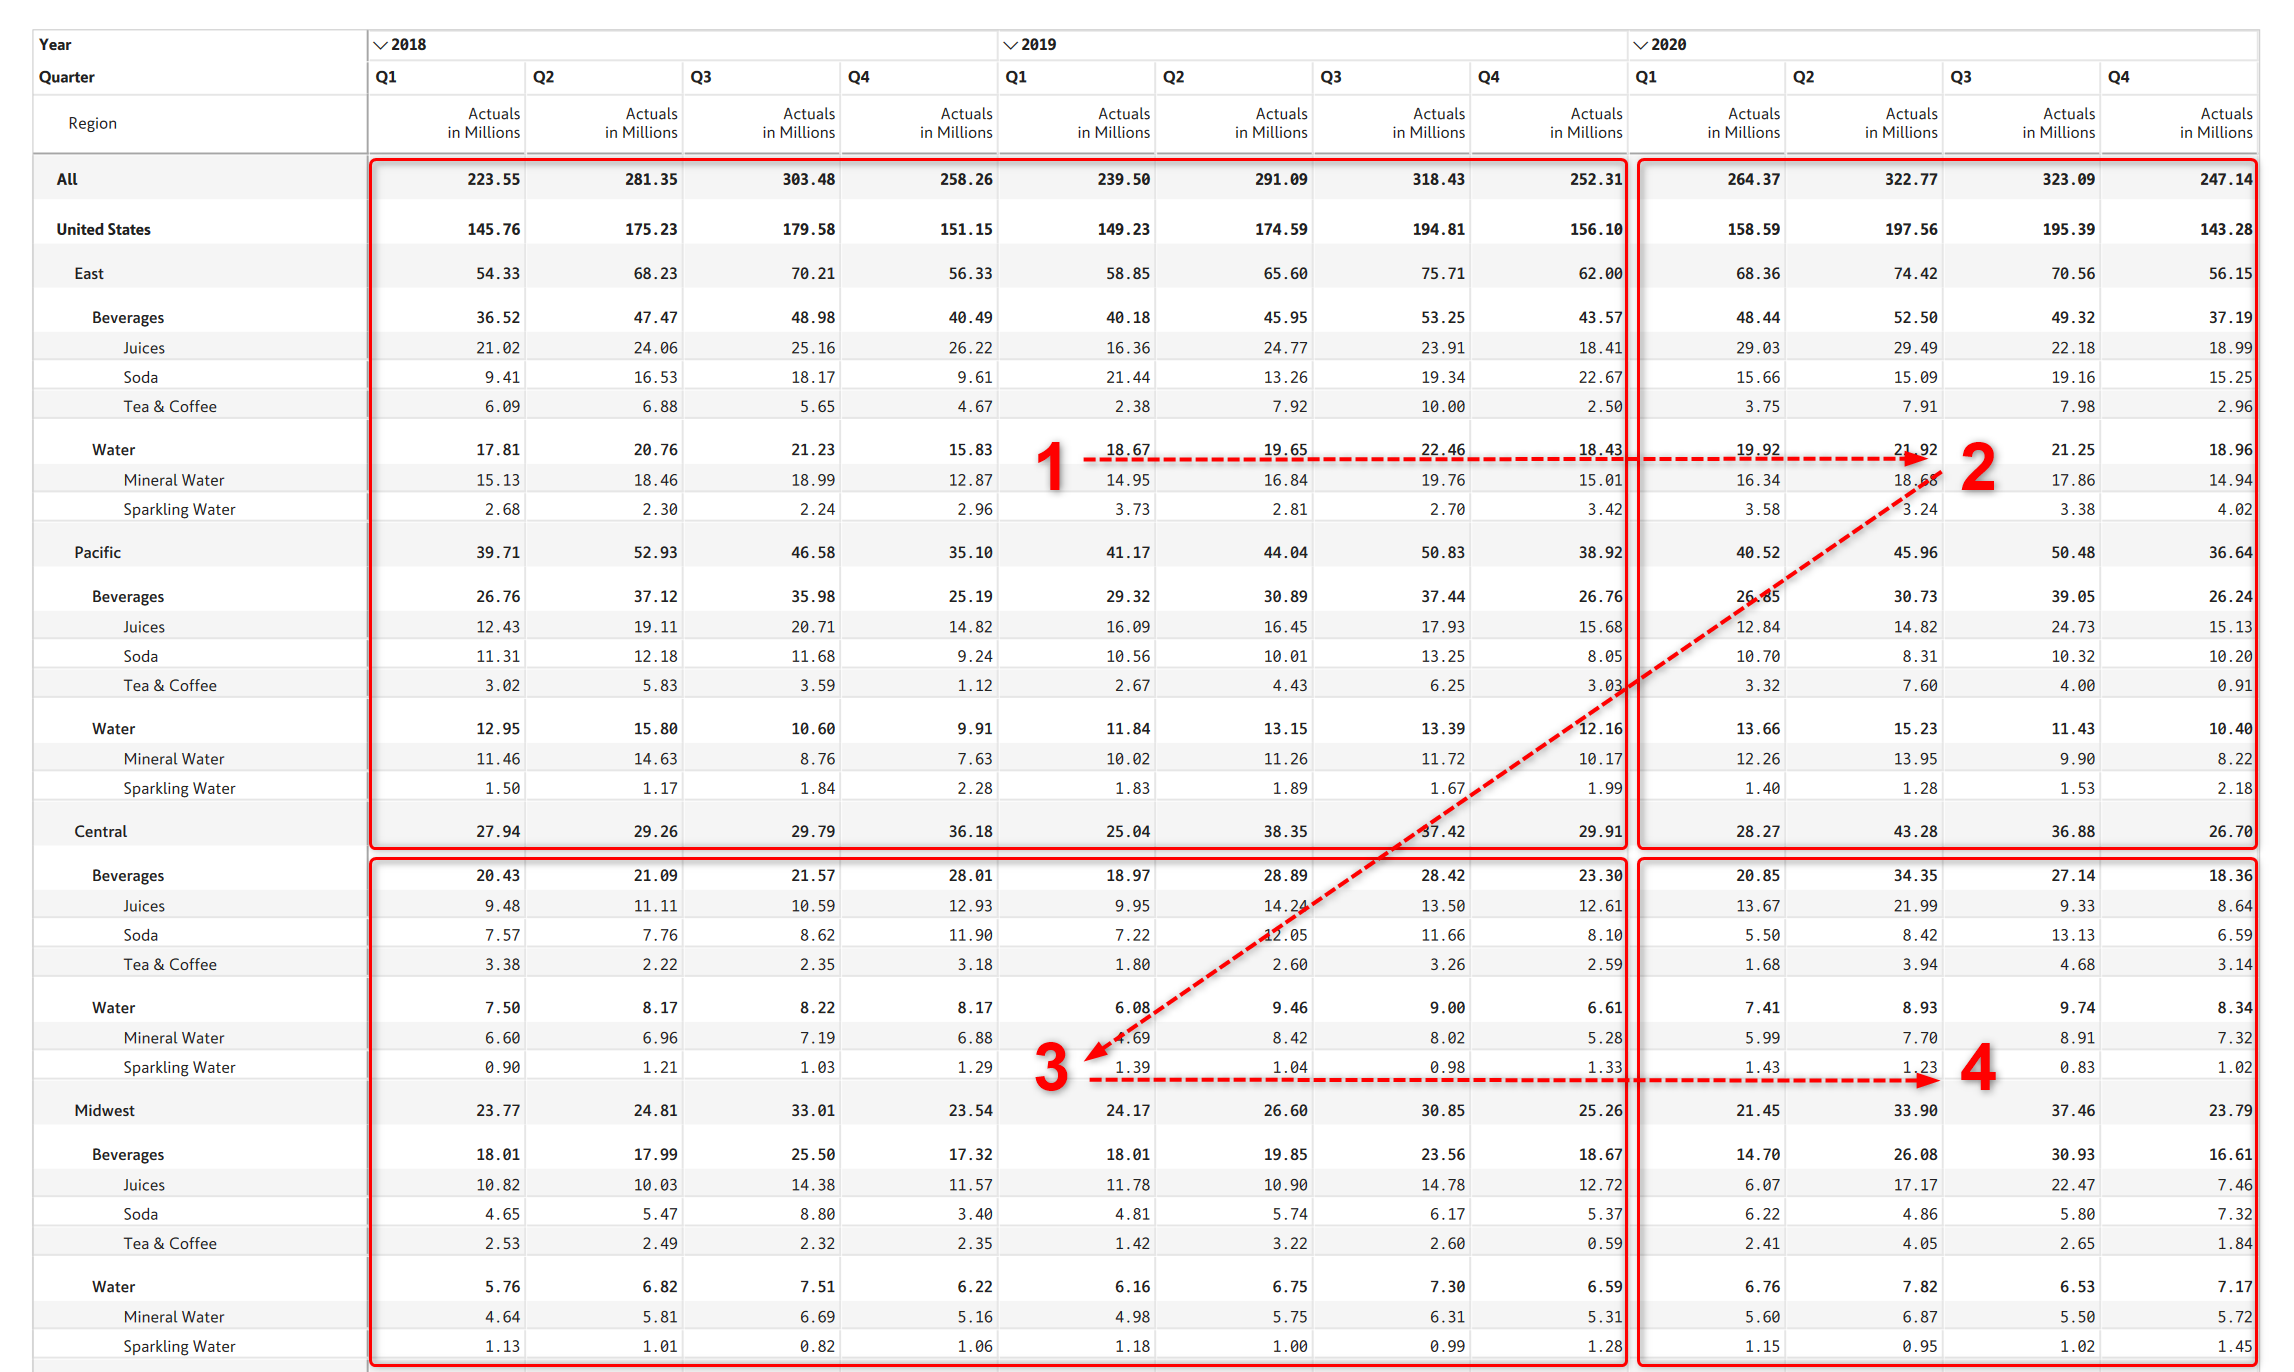 Year 2018 2019 2020
Quarter Q1 Q2 Q3 Q4 Q1 Q2 Q3 Q4 Q1 Q2 Q3 Q4
Region Actuals in Millions Actuals in Millions Actuals in Millions Actuals in Millions Actuals in Millions Actuals in Millions Actuals in Millions Actuals in Millions Actuals in Millions Actuals in Millions Actuals in Millions Actuals in Millions
All 223.55 281.35 303.48 258.26 239.50 291.09 318.43 252.31 264.37 322.77 323.09 247.14
United States 145.76 175.23 179.58 151.15 149.23 174.59 194.81 156.10 158.59 197.56 195.39 143.28
East 54.33 68.23 70.21 56.33 58.85 65.60 75.71 62.00 68.36 74.42 70.56 56.15
Beverages 36.52 47.47 48.98 40.49 40.18 45.95 53.25 43.57 48.44 52.50 49.32 37.19
Juices 21.02 24.06 25.16 26.22 16.36 24.77 23.91 18.41 29.03 29.49 22.18 18.99
Soda 9.41 16.53 18.17 9.61 21.44 13.26 19.34 22.67 15.66 15.09 19.16 15.25
Tea & Coffee 6.09 6.88 5.65 4.67 2.38 7.92 10.00 2.50 3.75 7.91 7.98 2.96
Water 17.81 20.76 21.23 15.83 18.67 19.65 22.46 18.43 19.92 21.92 21.25 18.96
1 2
Mineral Water 15.13 18.46 18.99 12.87 14.95 16.84 19.76 15.01 16.34 18.68 17.86 14.94
Sparkling Water 2.68 2.30 2.24 2.96 3.73 2.81 2.70 3.42 3.58 3.24 3.38 4.02
Pacific 39.71 52.93 46.58 35.10 41.17 44.04 50.83 38.92 40.52 45.96 50.48 36.64
Beverages 26.76 37.12 35.98 25.19 29.32 30.89 37.44 26.76 26.85 30.73 39.05 26.24
Juices 12.43 19.11 20.71 14.82 16.09 16.45 17.93 15.68 12.84 14.82 24.73 15.13
Soda 11.31 12.18 11.68 9.24 10.56 10.01 13.25 8.05 10.70 8.31 10.32 10.20
Tea & Coffee 3.02 5.83 3.59 1.12 2.67 4.43 6.25 3.03 3.32 7.60 4.00 0.91
Water 12.95 15.80 10.60 9.91 11.84 13.15 13.39 12.16 13.66 15.23 11.43 10.40
Mineral Water 11.46 14.63 8.76 7.63 10.02 11.26 11.72 10.17 12.26 13.95 9.90 8.22
Sparkling Water 1.50 1.17 1.84 2.28 1.83 1.89 1.67 1.99 1.40 1.28 1.53 2.18
Central 27.94 29.26 29.79 36.18 25.04 38.35 37.42 29.91 28.27 43.28 36.88 26.70
Beverages 20.43 21.09 21.57 28.01 18.97 28.89 28.42 23.30 20.85 34.35 27.14 18.36
Juices 9.48 11.11 10.59 12.93 9.95 14.24 13.50 12.61 13.67 21.99 9.33 8.64
Soda 7.57 7.76 8.62 11.90 7.22 12.05 11.66 8.10 5.50 8.42 13.13 6.59
Tea & Coffee 3.38 2.22 2.35 3.18 1.80 2.60 3.26 2.59 1.68 3.94 4.68 3.14
Water 7.50 8.17 8.22 8.17 6.08 9.46 9.00 6.61 7.41 8.93 9.74 8.34
Mineral Water 6.60 6.96 7.19 6.88 4.69 8.42 8.02 5.28 5.99 7.70 8.91 7.32
Sparkling Water 0.90 1.21 1.03 1.29 1.39 1.04 0.98 1.33 1.43 1.23 0.83 1.02
3 4
Midwest 23.77 24.81 33.01 23.54 24.17 26.60 30.85 25.26 21.45 33.90 37.46 23.79
Beverages 18.01 17.99 25.50 17.32 18.01 19.85 23.56 18.67 14.70 26.08 30.93 16.61
Juices 10.82 10.03 14.38 11.57 11.78 10.90 14.78 12.72 6.07 17.17 22.47 7.46
Soda 4.65 5.47 8.80 3.40 4.81 5.74 6.17 5.37 6.22 4.86 5.80 7.32
Tea & Coffee 2.53 2.49 2.32 2.35 1.42 3.22 2.60 0.59 2.41 4.05 2.65 1.84
Water 5.76 6.82 7.51 6.22 6.16 6.75 7.30 6.59 6.76 7.82 6.53 7.17
Mineral Water 4.64 5.81 6.69 5.16 4.98 5.75 6.31 5.31 5.60 6.87 5.50 5.72
Sparkling Water 1.13 1.01 0.82 1.06 1.18 1.00 0.99 1.28 1.15 0.95 1.02 1.45